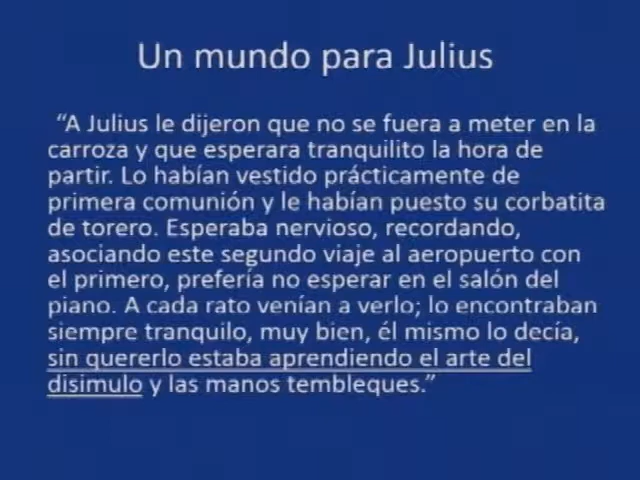 Un mundo para Julius
“A Julius le dijeron que no se fuera a meter en la
carroza y que esperara tranquilito la hora de
partir. Lo habían vestido prácticamente de
primera comunión y le habían puesto su corbatita
de torero. Esperaba nervioso, recordando,
asociando este segundo viaje al aeropuerto con
el primero, prefería no esperar en el salón del
piano. A cada rato venían a verlo; lo encontraban
siempre tranquilo, muy bien, él mismo lo decía,
sin quererlo estaba aprendiendo el arte del
disimulo y las manos tembleques.”